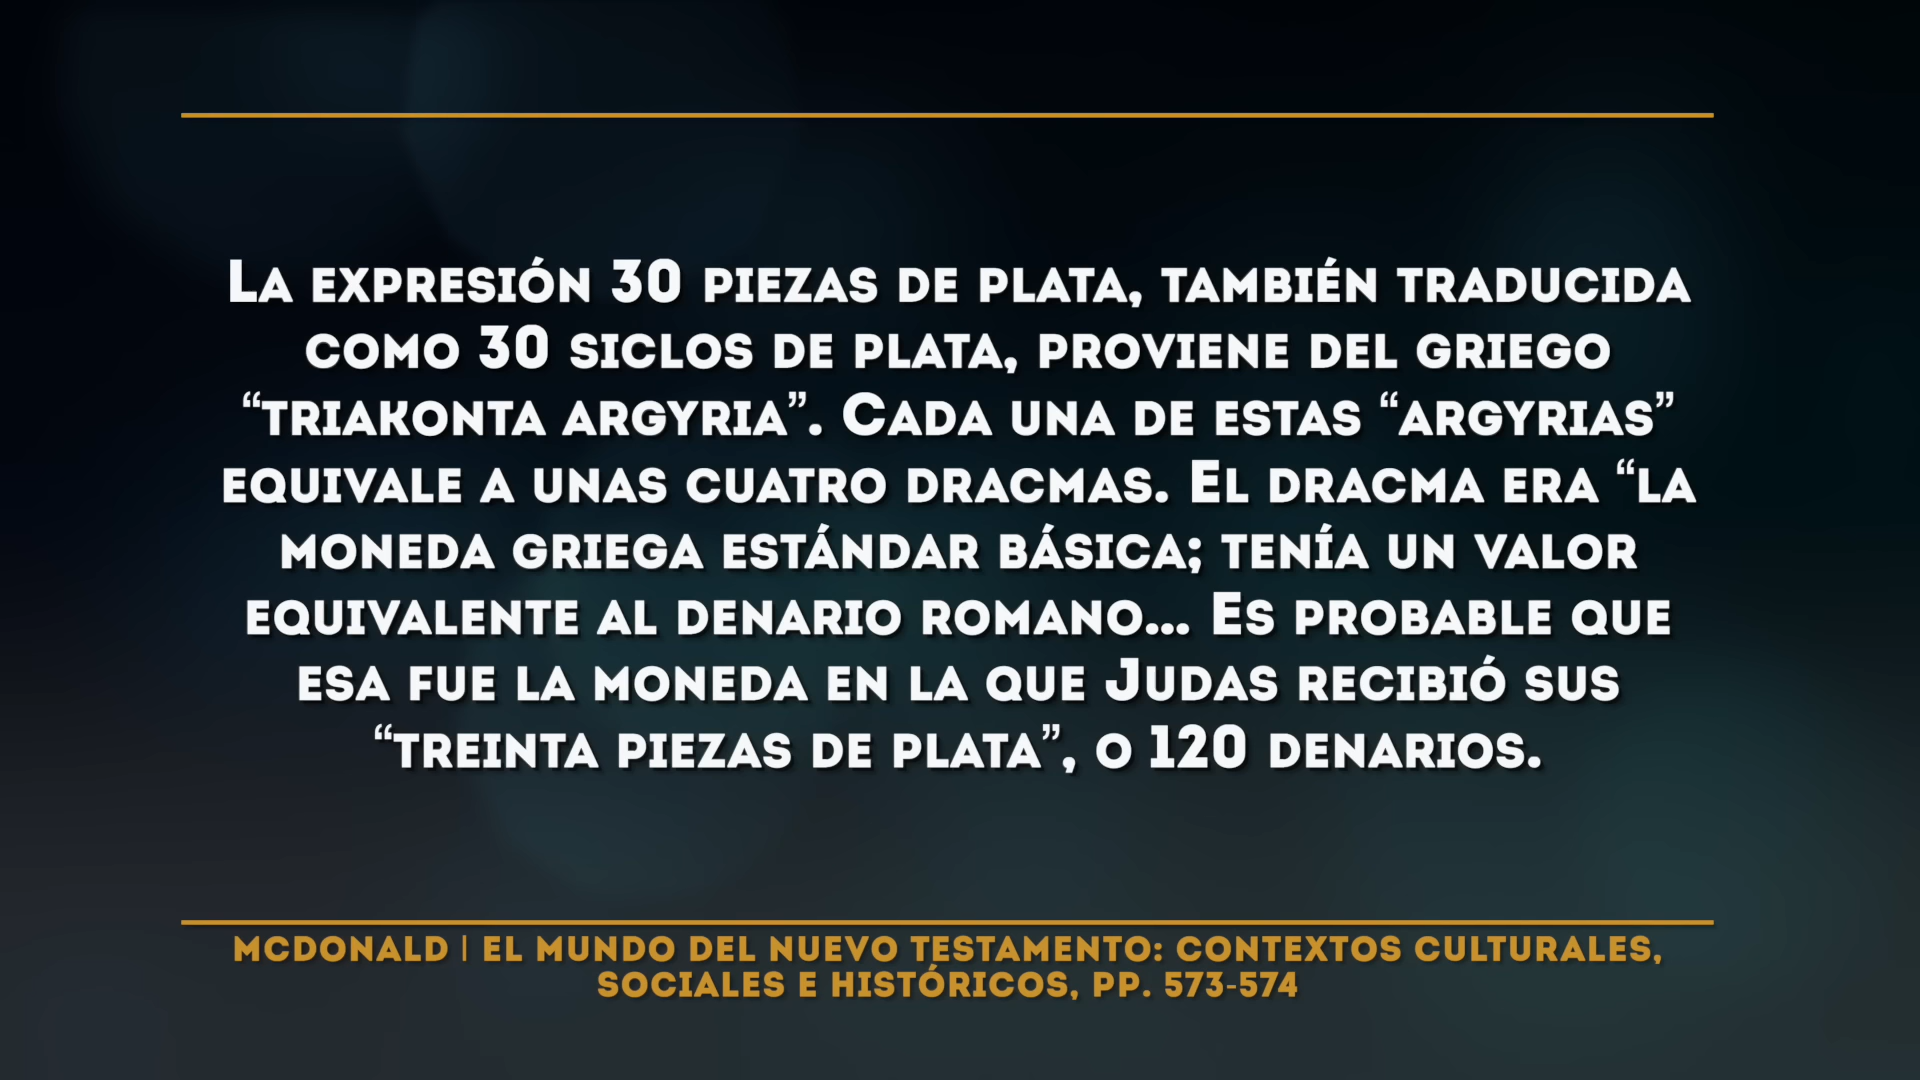 La expresión 30 piezas de plata, también traducida
como 30 siclos de plata, proviene del griego
“triakonta argyria”. Cada una de estas “argyrias”
equivale a unas cuatro dracmas. El dracma era “la
moneda griega estándar básica; tenía un valor
equivalente al denario romano... Es probable que
esa fue la moneda en la que Judas recibió sus
“treinta piezas de plata”, o 120 denarios.
MCDONALD | EL MUNDO DEL NUEVO TESTAMENTO: CONTEXTOS CULTURALES,
SOCIALES E HISTÓRICOS, PP. 573-574